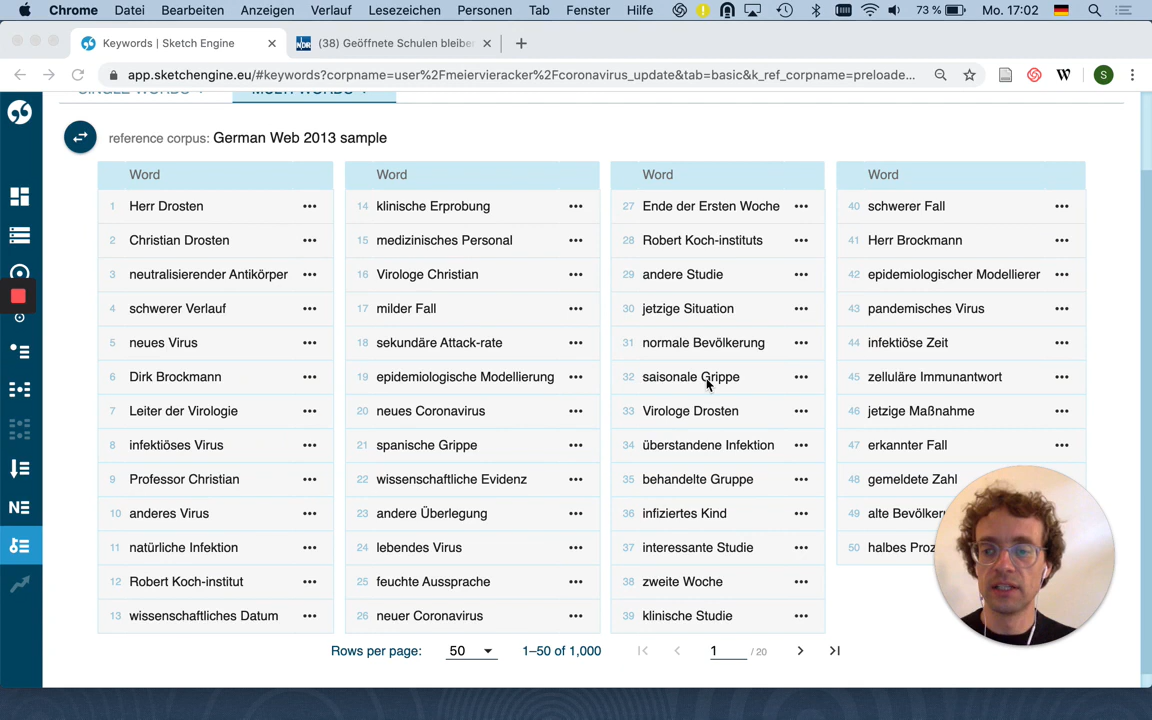 Chrome Datei Bearbeiten Anzeigen Verlauf Lesezeichen Personen Tab Fenster Hilfe 73 % Mo. 17:02
Keywords | Sketch Engine (38) Geöffnete Schulen bleiben
app.sketchengine.eu/#keywords?corpname=user%2Fmeiervieracker%2Fcoronavirus_update&tab=basic&k_ref_corpname=preloade... W S
SINGLE-WORDS MULTI-WORDS
reference corpus: German Web 2013 sample
Word
1 Herr Drosten
2 Christian Drosten
3 neutralisierender Antikörper
4 schwerer Verlauf
5 neues Virus
6 Dirk Brockmann
7 Leiter der Virologie
8 infektiöses Virus
9 Professor Christian
10 anderes Virus
11 natürliche Infektion
12 Robert Koch-institut
13 wissenschaftliches Datum
Word
14 klinische Erprobung
15 medizinisches Personal
16 Virologe Christian
17 milder Fall
18 sekundäre Attack-rate
19 epidemiologische Modellierung
20 neues Coronavirus
21 spanische Grippe
22 wissenschaftliche Evidenz
23 andere Überlegung
24 lebendes Virus
25 feuchte Aussprache
26 neuer Coronavirus
Word
27 Ende der Ersten Woche
28 Robert Koch-instituts
29 andere Studie
30 jetzige Situation
31 normale Bevölkerung
32 saisonale Grippe
33 Virologe Drosten
34 überstandene Infektion
35 behandelte Gruppe
36 infiziertes Kind
37 interessante Studie
38 zweite Woche
39 klinische Studie
Word
40 schwerer Fall
41 Herr Brockmann
42 epidemiologischer Modellierer
43 pandemisches Virus
44 infektiöse Zeit
45 zelluläre Immunantwort
46 jetzige Maßnahme
47 erkannter Fall
48 gemeldete Zahl
49 alte Bevölker
50 halbes Proz
NE
Rows per page: 50 1–50 of 1,000 1 / 20